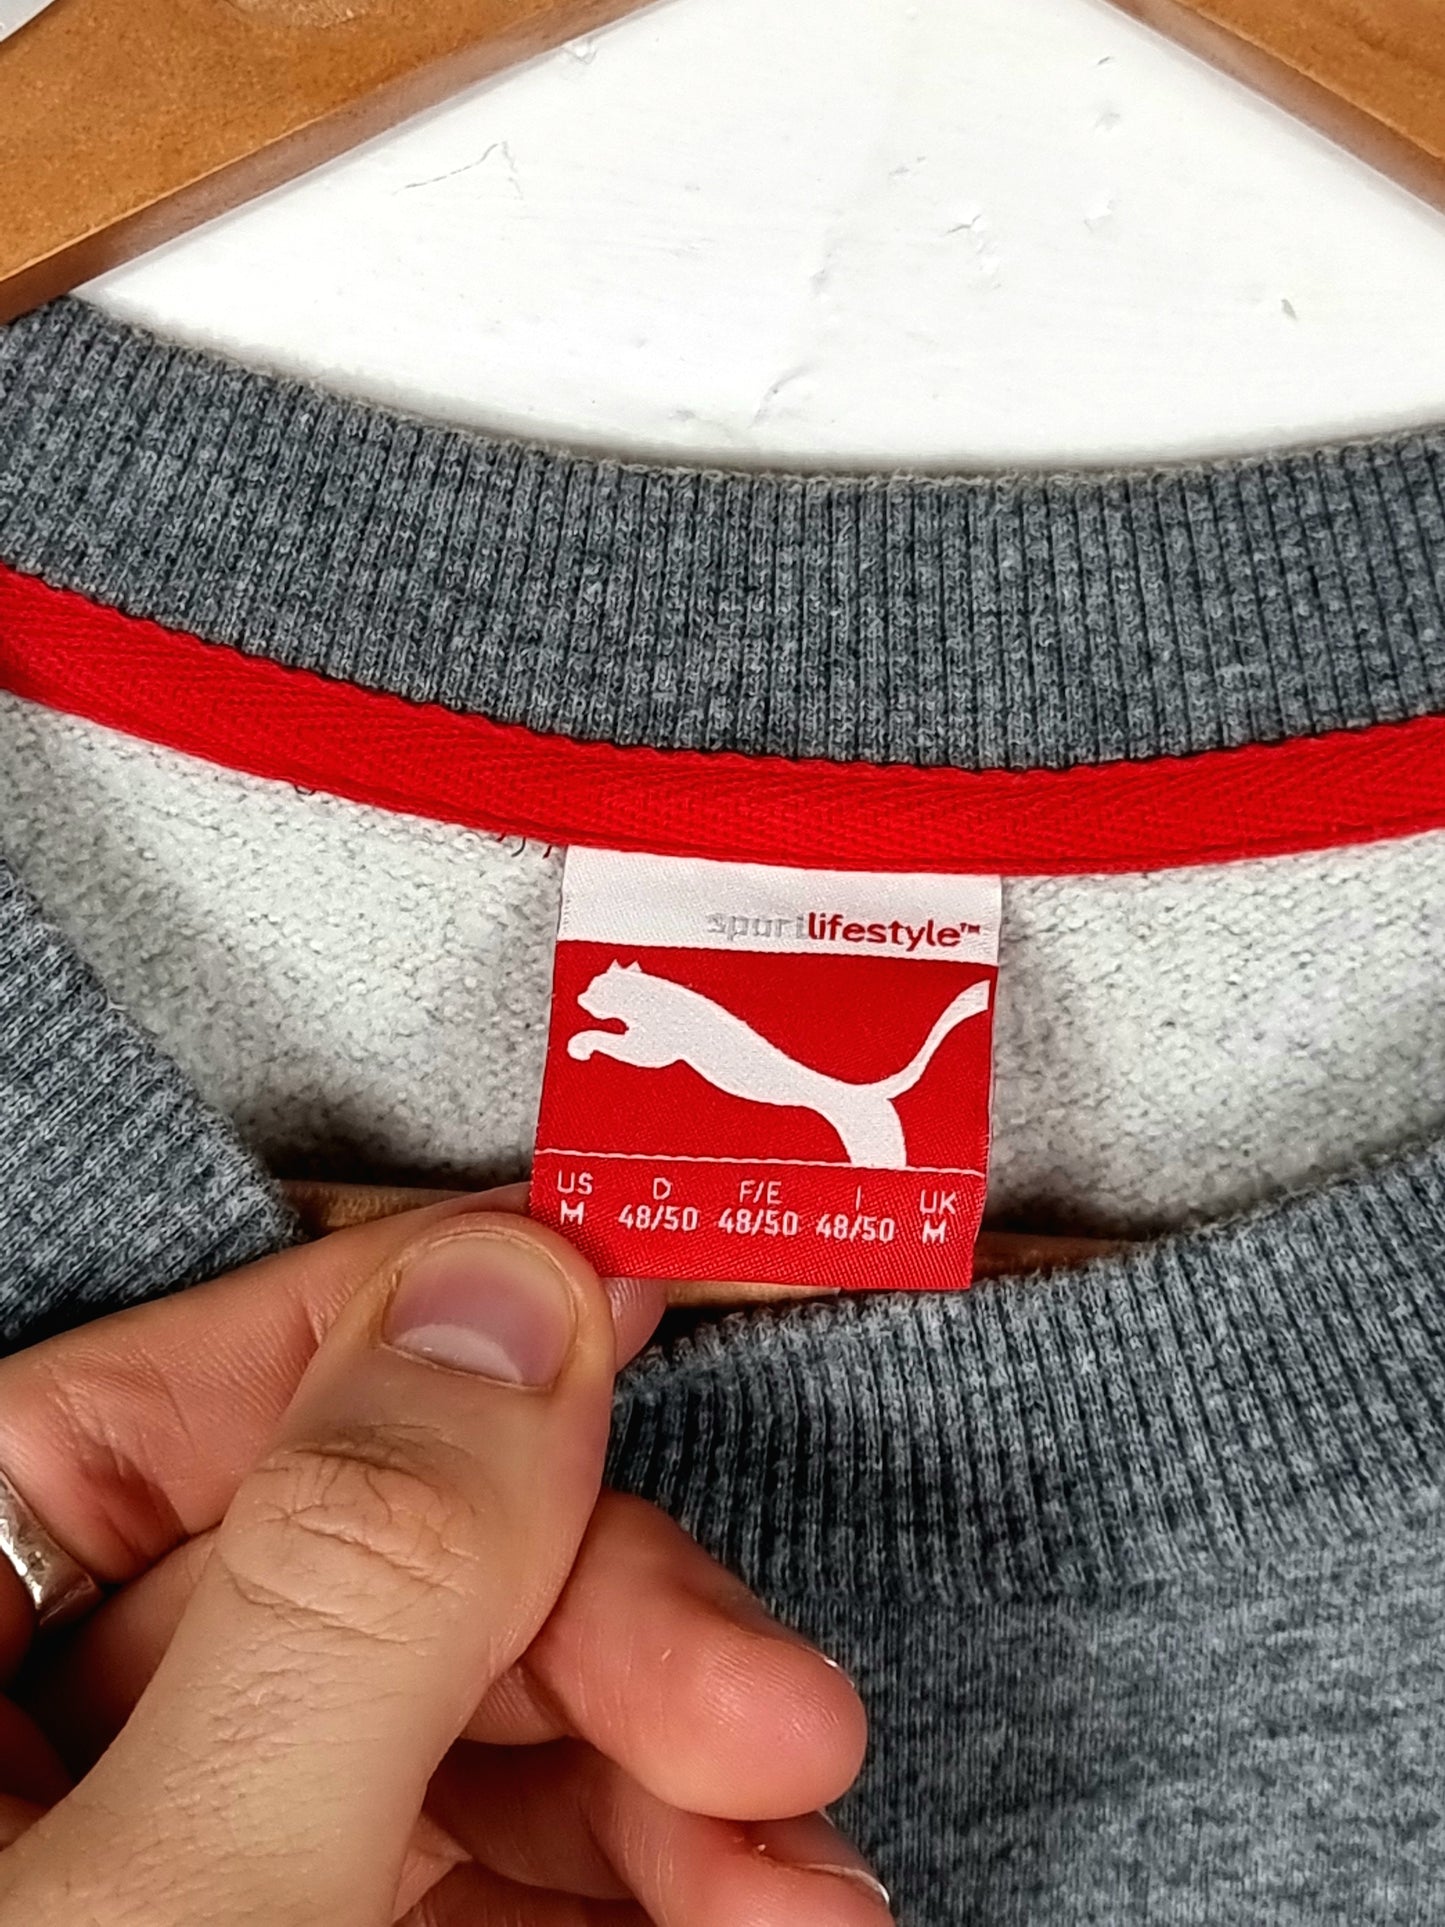 sportlifestyle™
US D F/E I UK
M 48/50 48/50 48/50 M